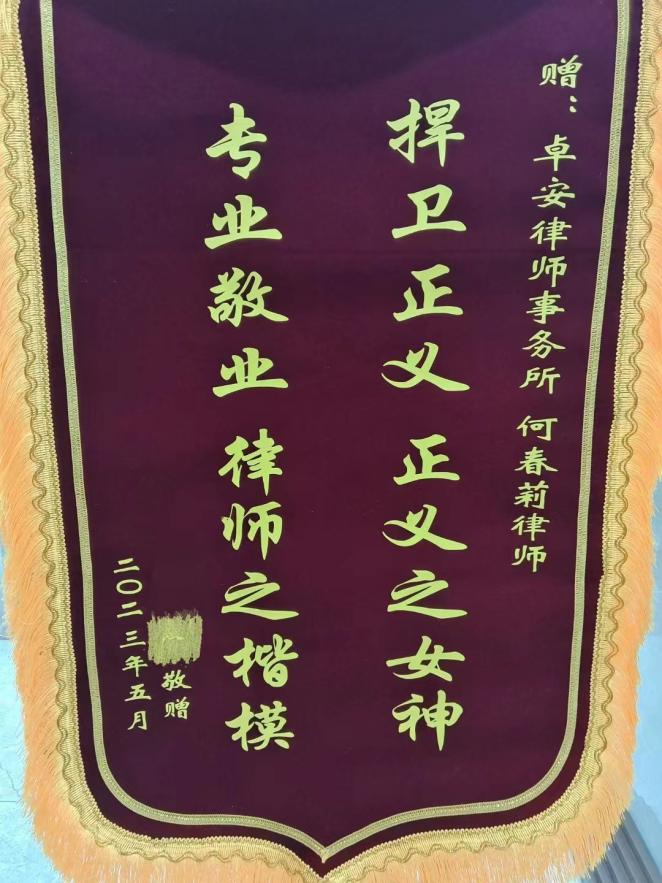 赠：卓安律师事务所 何春莉律师
捍卫正义 正义之女神
专业敬业 律师之楷模
敬赠
二〇二三年五月